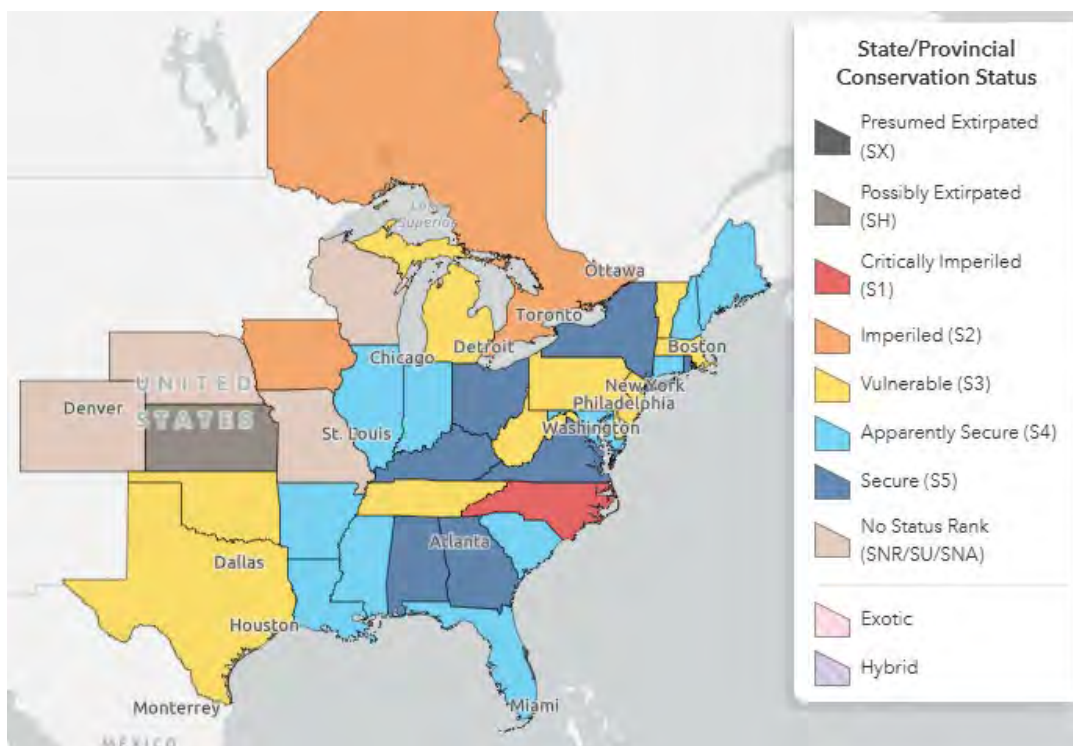 State/Provincial
Conservation Status
Presumed Extirpated
(SX)
Possibly Extirpated
(SH)
Critically Imperiled
(S1)
Imperiled (S2)
Vulnerable (S3)
Apparently Secure (S4)
Secure (S5)
No Status Rank
(SNR/SU/SNA)
Exotic
Hybrid
Superior
Ottawa
Toronto
Boston
Chicago
Detroit
New York
Philadelphia
UNITED
STATES
Denver
St. Louis
Washington
Atlanta
Dallas
Houston
Miami
Monterrey
MÉXICO